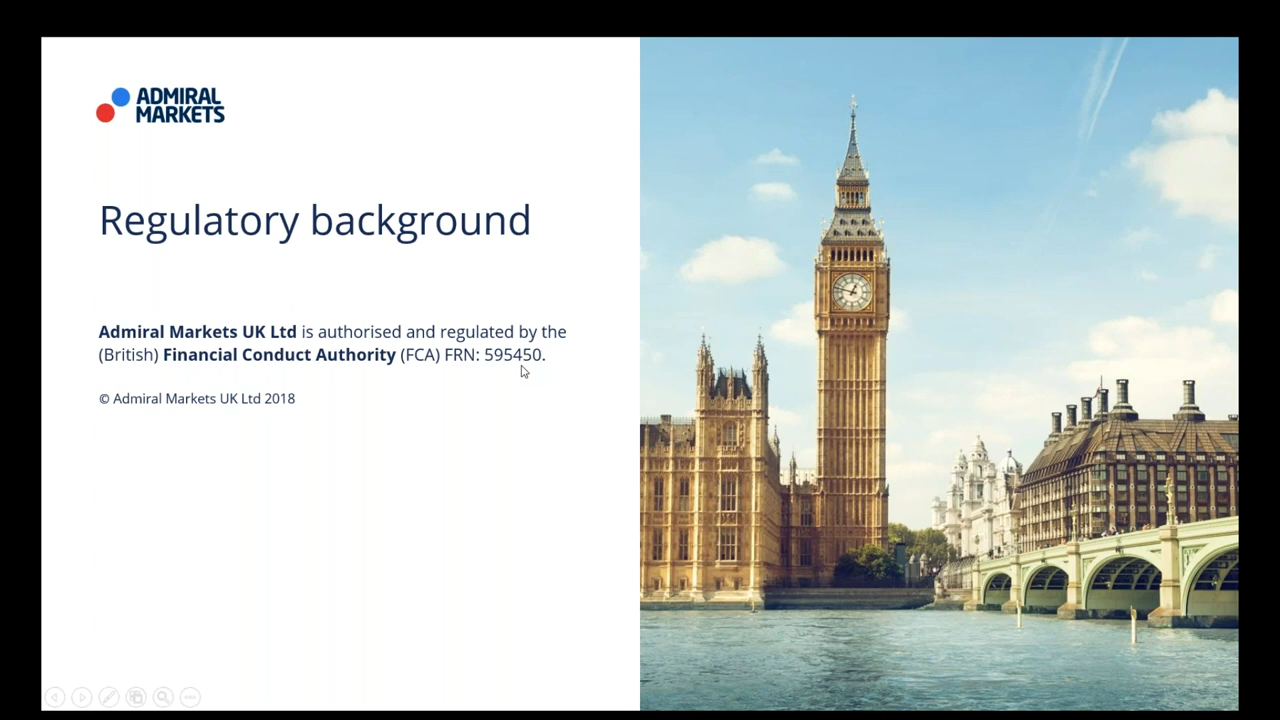 ADMIRAL
MARKETS
Regulatory background
Admiral Markets UK Ltd is authorised and regulated by the
(British) Financial Conduct Authority (FCA) FRN: 595450.
© Admiral Markets UK Ltd 2018